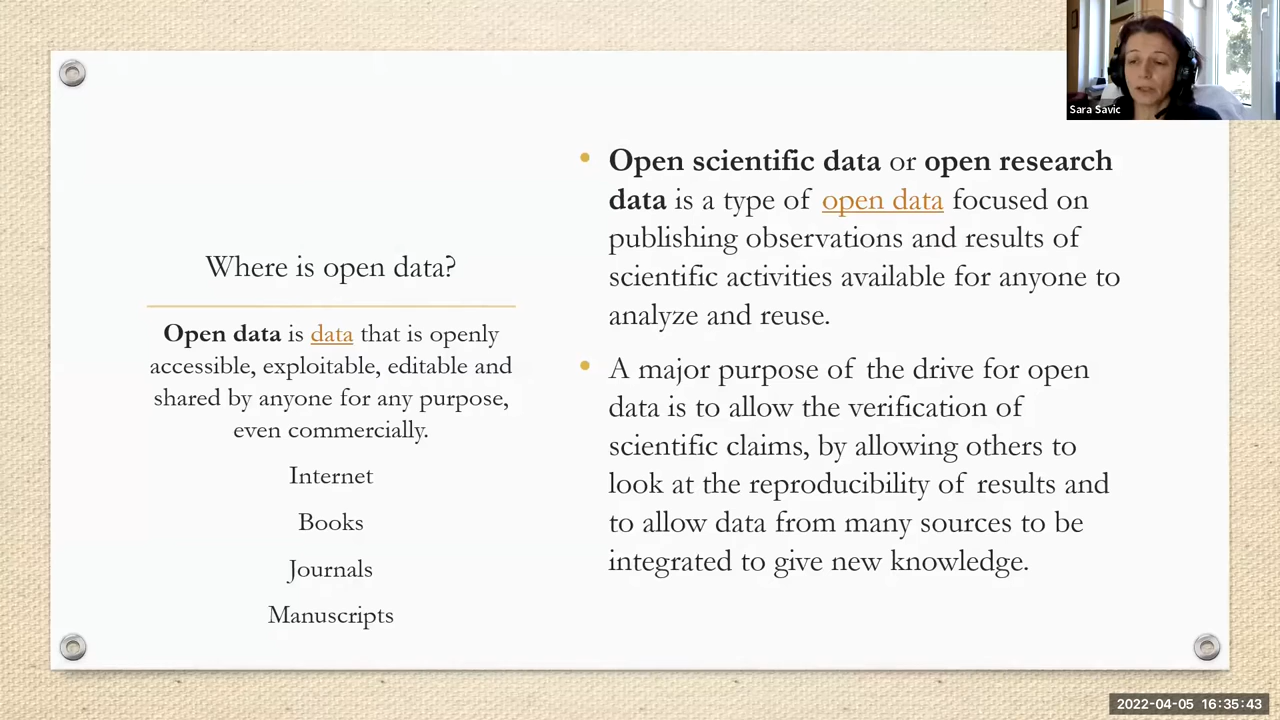 Sara Savic
Where is open data?
Open data is data that is openly
accessible, exploitable, editable and
shared by anyone for any purpose,
even commercially.
Internet
Books
Journals
Manuscripts
Open scientific data or open research
data is a type of open data focused on
publishing observations and results of
scientific activities available for anyone to
analyze and reuse.
A major purpose of the drive for open
data is to allow the verification of
scientific claims, by allowing others to
look at the reproducibility of results and
to allow data from many sources to be
integrated to give new knowledge.
2022-04-05 16:35:43